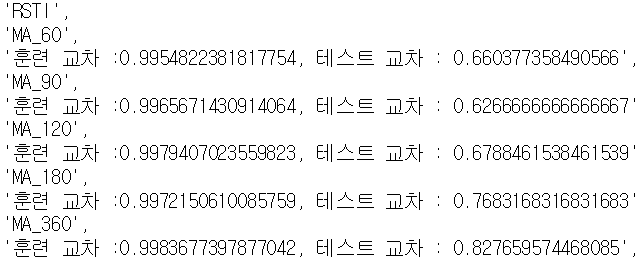 'RSTI',
'MA_60',
'훈련 교차 :0.9954822381817754, 테스트 교차 : 0.660377358490566',
'MA_90',
'훈련 교차 :0.9965671430914064, 테스트 교차 : 0.6266666666666667'
'MA_120',
'훈련 교차 :0.9979407023559823, 테스트 교차 : 0.6788461538461539'
'MA_180',
'훈련 교차 :0.9972150610085759, 테스트 교차 : 0.7683168316831683'
'MA_360',
'훈련 교차 :0.9983677397877042, 테스트 교차 : 0.827659574468085',